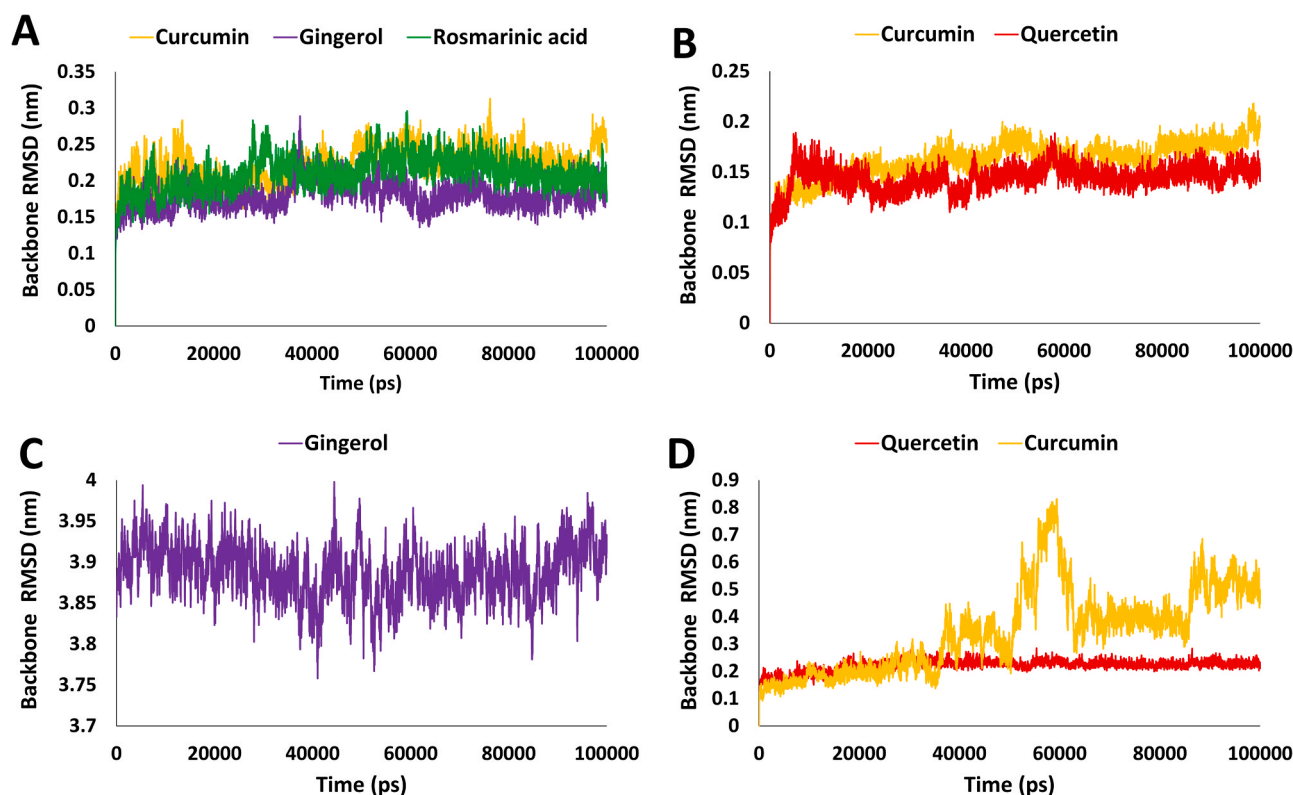 A
Curcumin Gingerol Rosmarinic acid
Backbone RMSD (nm)
0.35
0.3
0.25
0.2
0.15
0.1
0.05
0
0 20000 40000 60000 80000 100000
Time (ps)
B
Curcumin Quercetin
Backbone RMSD (nm)
0.25
0.2
0.15
0.1
0.05
0
0 20000 40000 60000 80000 100000
Time (ps)
C
Gingerol
Backbone RMSD (nm)
4
3.95
3.9
3.85
3.8
3.75
3.7
0 20000 40000 60000 80000 100000
Time (ps)
D
Quercetin Curcumin
Backbone RMSD (nm)
0.9
0.8
0.7
0.6
0.5
0.4
0.3
0.2
0.1
0
0 20000 40000 60000 80000 100000
Time (ps)